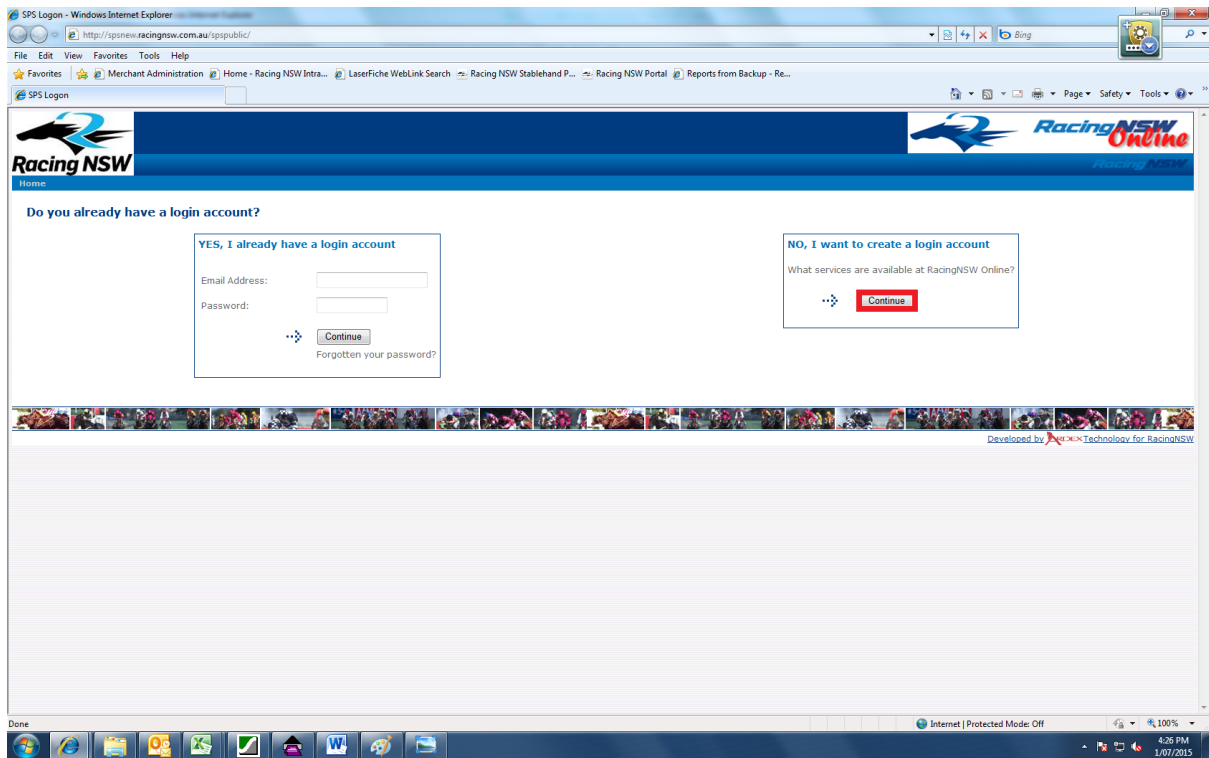 SPS Logon - Windows Internet Explorer
http://spsnew.racingnsw.com.au/spspublic/
Bing
File Edit View Favorites Tools Help
Favorites Merchant Administration Home - Racing NSW Intra... LaserFiche WebLink Search Racing NSW Stablehand P... Racing NSW Portal Reports from Backup - Re...
SPS Logon
Page Safety Tools
Racing NSW
RacingNSW Online
RacingNSW
Home
Do you already have a login account?
YES, I already have a login account
Email Address:
Password:
Continue
Forgotten your password?
NO, I want to create a login account
What services are available at RacingNSW Online?
Continue
Developed by ARDEX Technology for RacingNSW
Done
Internet | Protected Mode: Off
100%
4:26 PM
1/07/2015